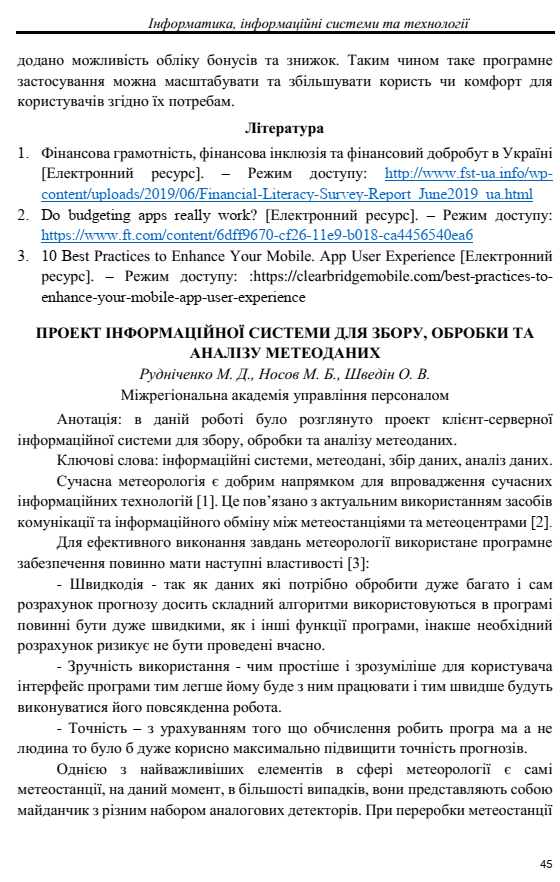 Інформатика, інформаційні системи та технології
додано можливість обліку бонусів та знижок. Таким чином таке програмне
застосування можна масштабувати та збільшувати користь чи комфорт для
користувачів згідно їх потребам.
Література
1. Фінансова грамотність, фінансова інклюзія та фінансовий добробут в Україні
[Електронний ресурс]. – Режим доступу: http://www.fst-ua.info/wp-
content/uploads/2019/06/Financial-Literacy-Survey-Report_June2019_ua.html
2. Do budgeting apps really work? [Електронний ресурс]. – Режим доступу:
https://www.ft.com/content/6dff9670-cf26-11e9-b018-ca4456540ea6
3. 10 Best Practices to Enhance Your Mobile. App User Experience [Електронний
ресурс]. – Режим доступу: :https://clearbridgemobile.com/best-practices-to-
enhance-your-mobile-app-user-experience
ПРОЕКТ ІНФОРМАЦІЙНОЇ СИСТЕМИ ДЛЯ ЗБОРУ, ОБРОБКИ ТА
АНАЛІЗУ МЕТЕОДАНИХ
Рудніченко М. Д., Носов М. Б., Шведін О. В.
Міжрегіональна академія управління персоналом
Анотація: в даній роботі було розглянуто проект клієнт-серверної
інформаційної системи для збору, обробки та аналізу метеоданих.
Ключові слова: інформаційні системи, метеодані, збір даних, аналіз даних.
Сучасна метеорологія є добрим напрямком для впровадження сучасних
інформаційних технологій [1]. Це пов’язано з актуальним використанням засобів
комунікації та інформаційного обміну між метеостанціями та метеоцентрами [2].
Для ефективного виконання завдань метеорології використане програмне
забезпечення повинно мати наступні властивості [3]:
- Швидкодія - так як даних які потрібно обробити дуже багато і сам
розрахунок прогнозу досить складний алгоритми використовуються в програмі
повинні бути дуже швидкими, як і інші функції програми, інакше необхідний
розрахунок ризикує не бути проведені вчасно.
- Зручність використання - чим простіше і зрозуміліше для користувача
інтерфейс програми тим легше йому буде з ним працювати і тим швидше будуть
виконуватися його повсякденна робота.
- Точність – з урахуванням того що обчислення робить програ ма а не
людина то було б дуже корисно максимально підвищити точність прогнозів.
Однією з найважливіших елементів в сфері метеорології є самі
метеостанції, на даний момент, в більшості випадків, вони представляють собою
майданчик з різним набором аналогових детекторів. При переробки метеостанції
45